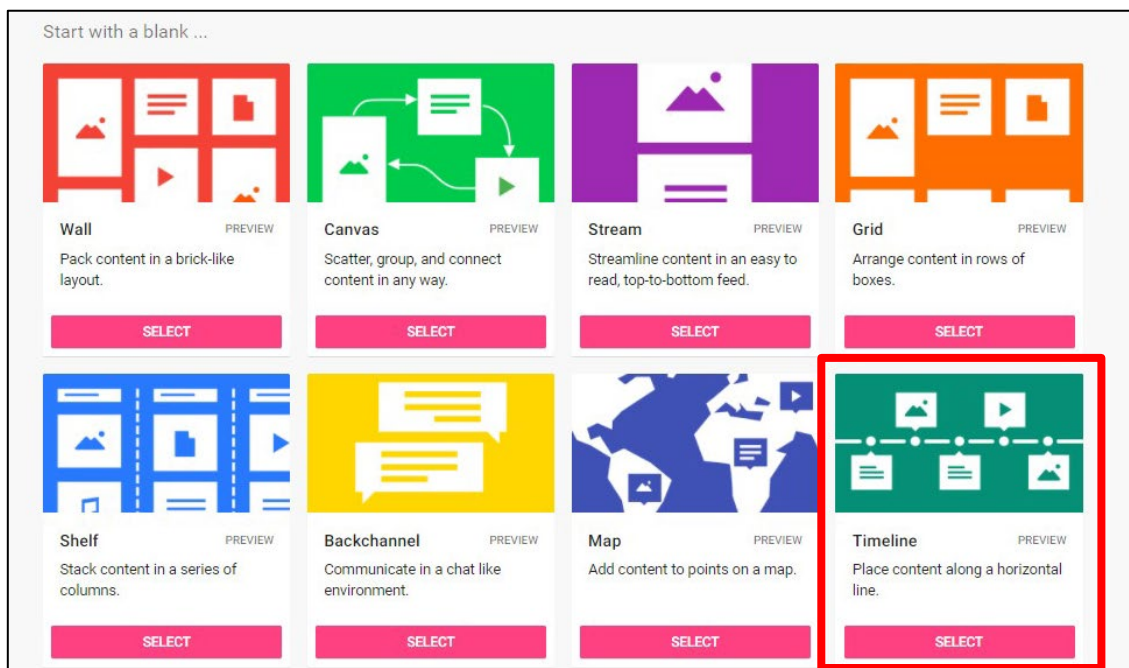 Start with a blank ...
Wall PREVIEW
Pack content in a brick-like
layout.
SELECT
Canvas PREVIEW
Scatter, group, and connect
content in any way.
SELECT
Stream PREVIEW
Streamline content in an easy to
read, top-to-bottom feed.
SELECT
Grid PREVIEW
Arrange content in rows of
boxes.
SELECT
Shelf PREVIEW
Stack content in a series of
columns.
SELECT
Backchannel PREVIEW
Communicate in a chat like
environment.
SELECT
Map PREVIEW
Add content to points on a map.
SELECT
Timeline PREVIEW
Place content along a horizontal
line.
SELECT